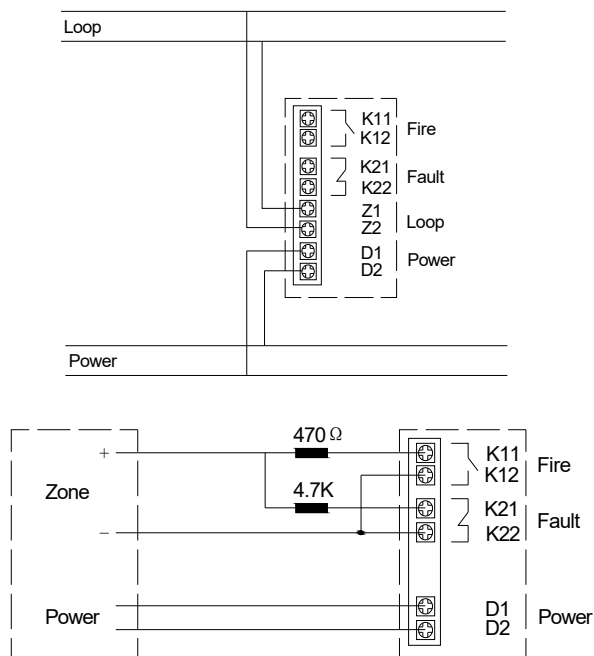 Loop
K11
Fire
K12
K21
Fault
K22
Z1
Loop
Z2
D1
Power
D2
Power
470 Ω
+
K11
Fire
K12
Zone
4.7K
K21
Fault
−
K22
Power
D1
Power
D2